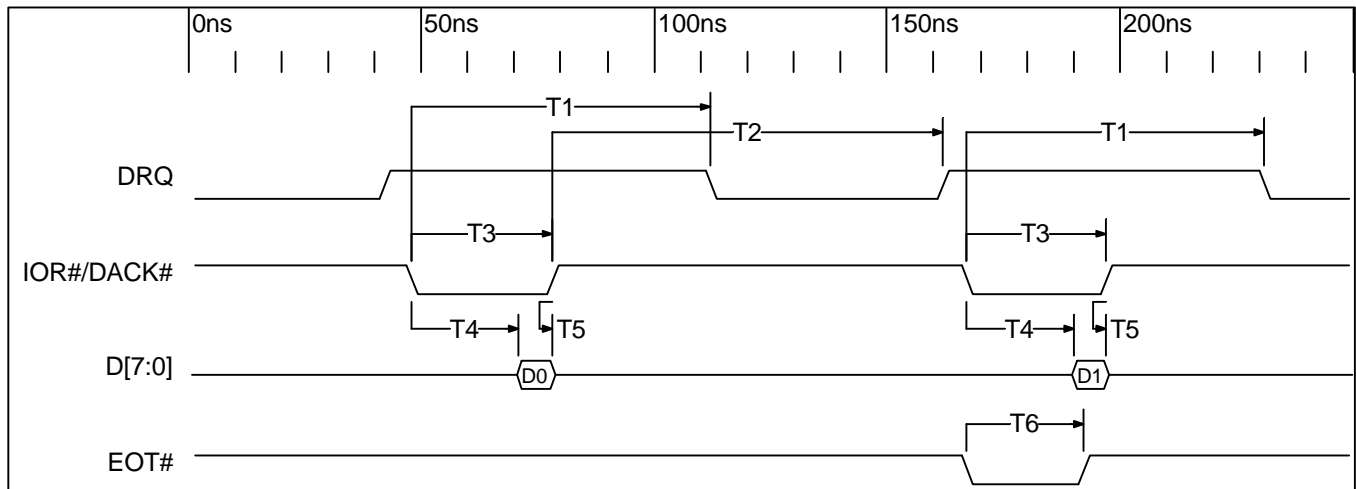 0ns 50ns 100ns 150ns 200ns
T1
T2 T1
DRQ
T3 T3
IOR#/DACK#
T4 T5 T4 T5
D[7:0]
D0 D1
T6
EOT#